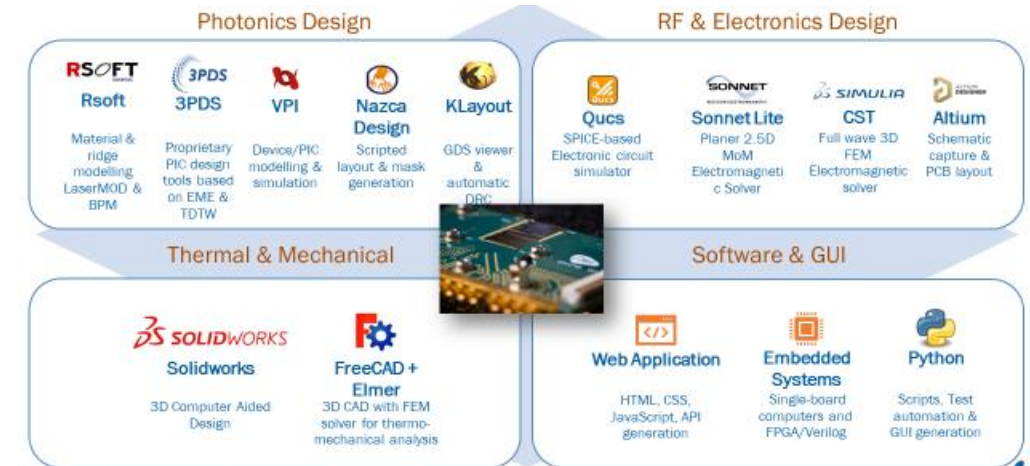 Photonics Design
RSOFT
Rsoft
Material &
ridge
modelling
LaserMOD &
BPM
3PDS
3PDS
Proprietary
PIC design
tools based
on EME &
TDTW
VPI
Device/PIC
modelling &
simulation
Nazca
Design
Scripted
layout & mask
generation
KLayout
GDS viewer
&
automatic
DRC
RF & Electronics Design
Qucs
Qucs
SPICE-based
Electronic circuit
simulator
SONNET
Sonnet Lite
Planer 2.5D
MoM
Electromagneti
c Solver
SIMULIA
CST
Full wave 3D
FEM
Electromagnetic
solver
ALTIUM
DESIGNER
Altium
Schematic
capture &
PCB layout
Thermal & Mechanical
SOLIDWORKS
Solidworks
3D Computer Aided
Design
FreeCAD +
Elmer
3D CAD with FEM
solver for thermo-
mechanical analysis
Software & GUI
</>
Web Application
HTML, CSS,
JavaScript, API
generation
Embedded
Systems
Single-board
computers and
FPGA/Verilog
Python
Scripts, Test
automation &
GUI generation